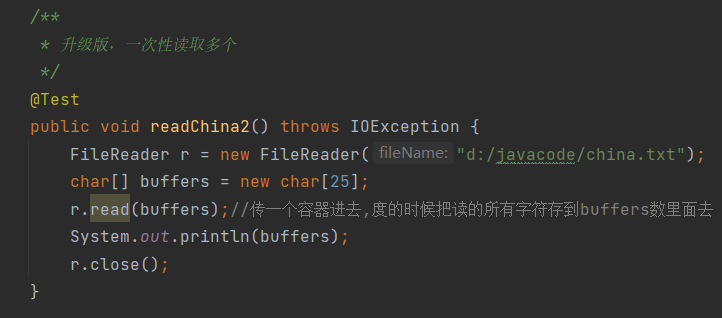 /**
* 升级版，一次性读取多个
*/
@Test
public void readChina2() throws IOException {
FileReader r = new FileReader( fileName: "d:/javacode/china.txt");
char[] buffers = new char[25];
r.read(buffers);//传一个容器进去,度的时候把读的所有字符存到buffers数里面去
System.out.println(buffers);
r.close();
}